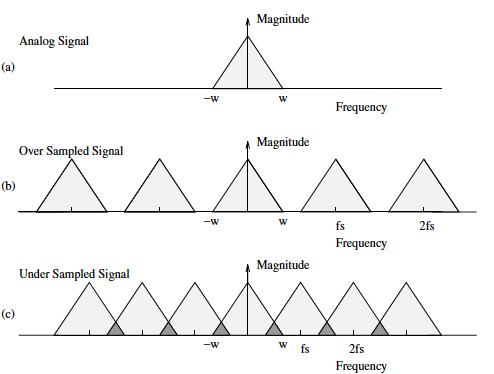 Magnitude
Analog Signal
(a)
−w w
Frequency
Magnitude
Over Sampled Signal
(b)
−w w fs 2fs
Frequency
Magnitude
Under Sampled Signal
(c)
−w w fs 2fs
Frequency